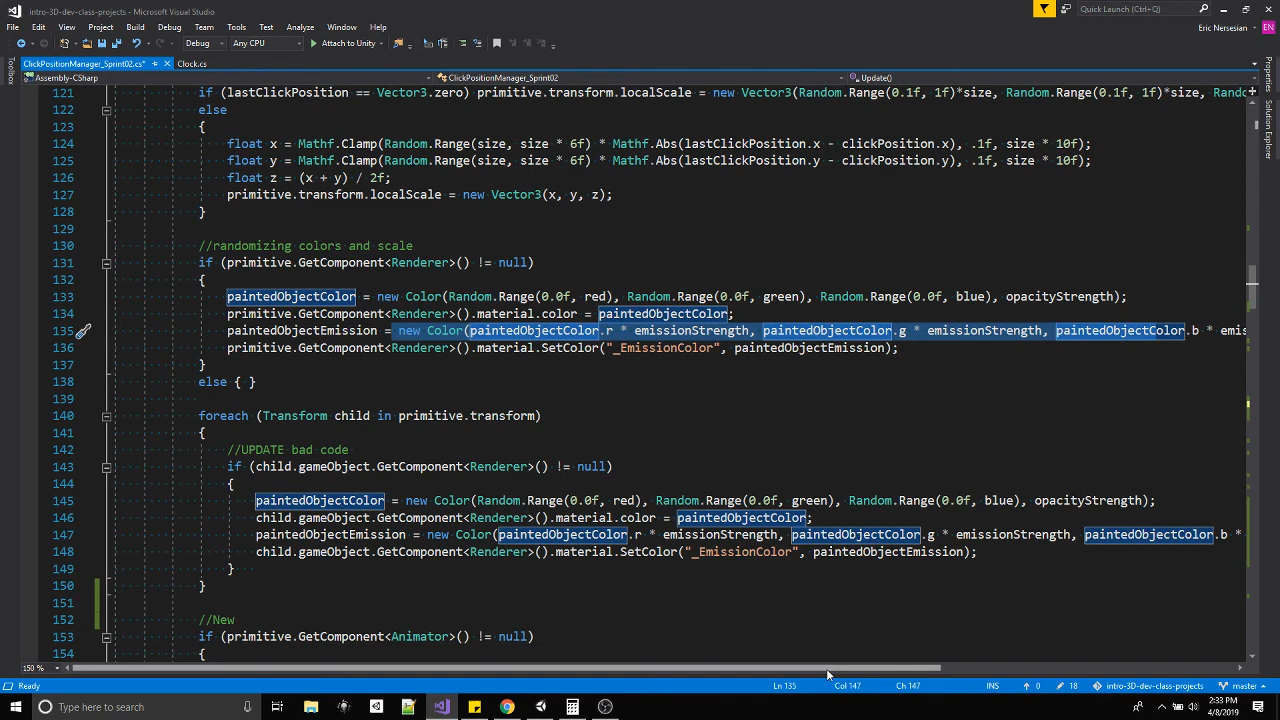 intro-3D-dev-class-projects - Microsoft Visual Studio
Quick Launch (Ctrl+Q)
File Edit View Project Build Debug Team Tools Test Analyze Window Help
Eric Nersesian EN
Debug Any CPU Attach to Unity
ClickPositionManager_Sprint02.cs* Clock.cs
Assembly-CSharp ClickPositionManager_Sprint02 Update()
Toolbox
Properties
Solution Explorer
121 if (lastClickPosition == Vector3.zero) primitive.transform.localScale = new Vector3(Random.Range(0.1f, 1f)*size, Random.Range(0.1f, 1f)*size, Rando
122 else
123 {
124 float x = Mathf.Clamp(Random.Range(size, size * 6f) * Mathf.Abs(lastClickPosition.x - clickPosition.x), .1f, size * 10f);
125 float y = Mathf.Clamp(Random.Range(size, size * 6f) * Mathf.Abs(lastClickPosition.y - clickPosition.y), .1f, size * 10f);
126 float z = (x + y) / 2f;
127 primitive.transform.localScale = new Vector3(x, y, z);
128 }
129
130 //randomizing colors and scale
131 if (primitive.GetComponent<Renderer>() != null)
132 {
133 paintedObjectColor = new Color(Random.Range(0.0f, red), Random.Range(0.0f, green), Random.Range(0.0f, blue), opacityStrength);
134 primitive.GetComponent<Renderer>().material.color = paintedObjectColor;
135 paintedObjectEmission = new Color(paintedObjectColor.r * emissionStrength, paintedObjectColor.g * emissionStrength, paintedObjectColor.b * emis
136 primitive.GetComponent<Renderer>().material.SetColor("_EmissionColor", paintedObjectEmission);
137 }
138 else { }
139
140 foreach (Transform child in primitive.transform)
141 {
142 //UPDATE bad code
143 if (child.gameObject.GetComponent<Renderer>() != null)
144 {
145 paintedObjectColor = new Color(Random.Range(0.0f, red), Random.Range(0.0f, green), Random.Range(0.0f, blue), opacityStrength);
146 child.gameObject.GetComponent<Renderer>().material.color = paintedObjectColor;
147 paintedObjectEmission = new Color(paintedObjectColor.r * emissionStrength, paintedObjectColor.g * emissionStrength, paintedObjectColor.b *
148 child.gameObject.GetComponent<Renderer>().material.SetColor("_EmissionColor", paintedObjectEmission);
149 }
150 }
151
152 //New
153 if (primitive.GetComponent<Animator>() != null)
154 {
150 %
Ready Ln 135 Col 147 Ch 147 INS 0 18 intro-3D-dev-class-projects master
Type here to search
2:33 PM
4/8/2019